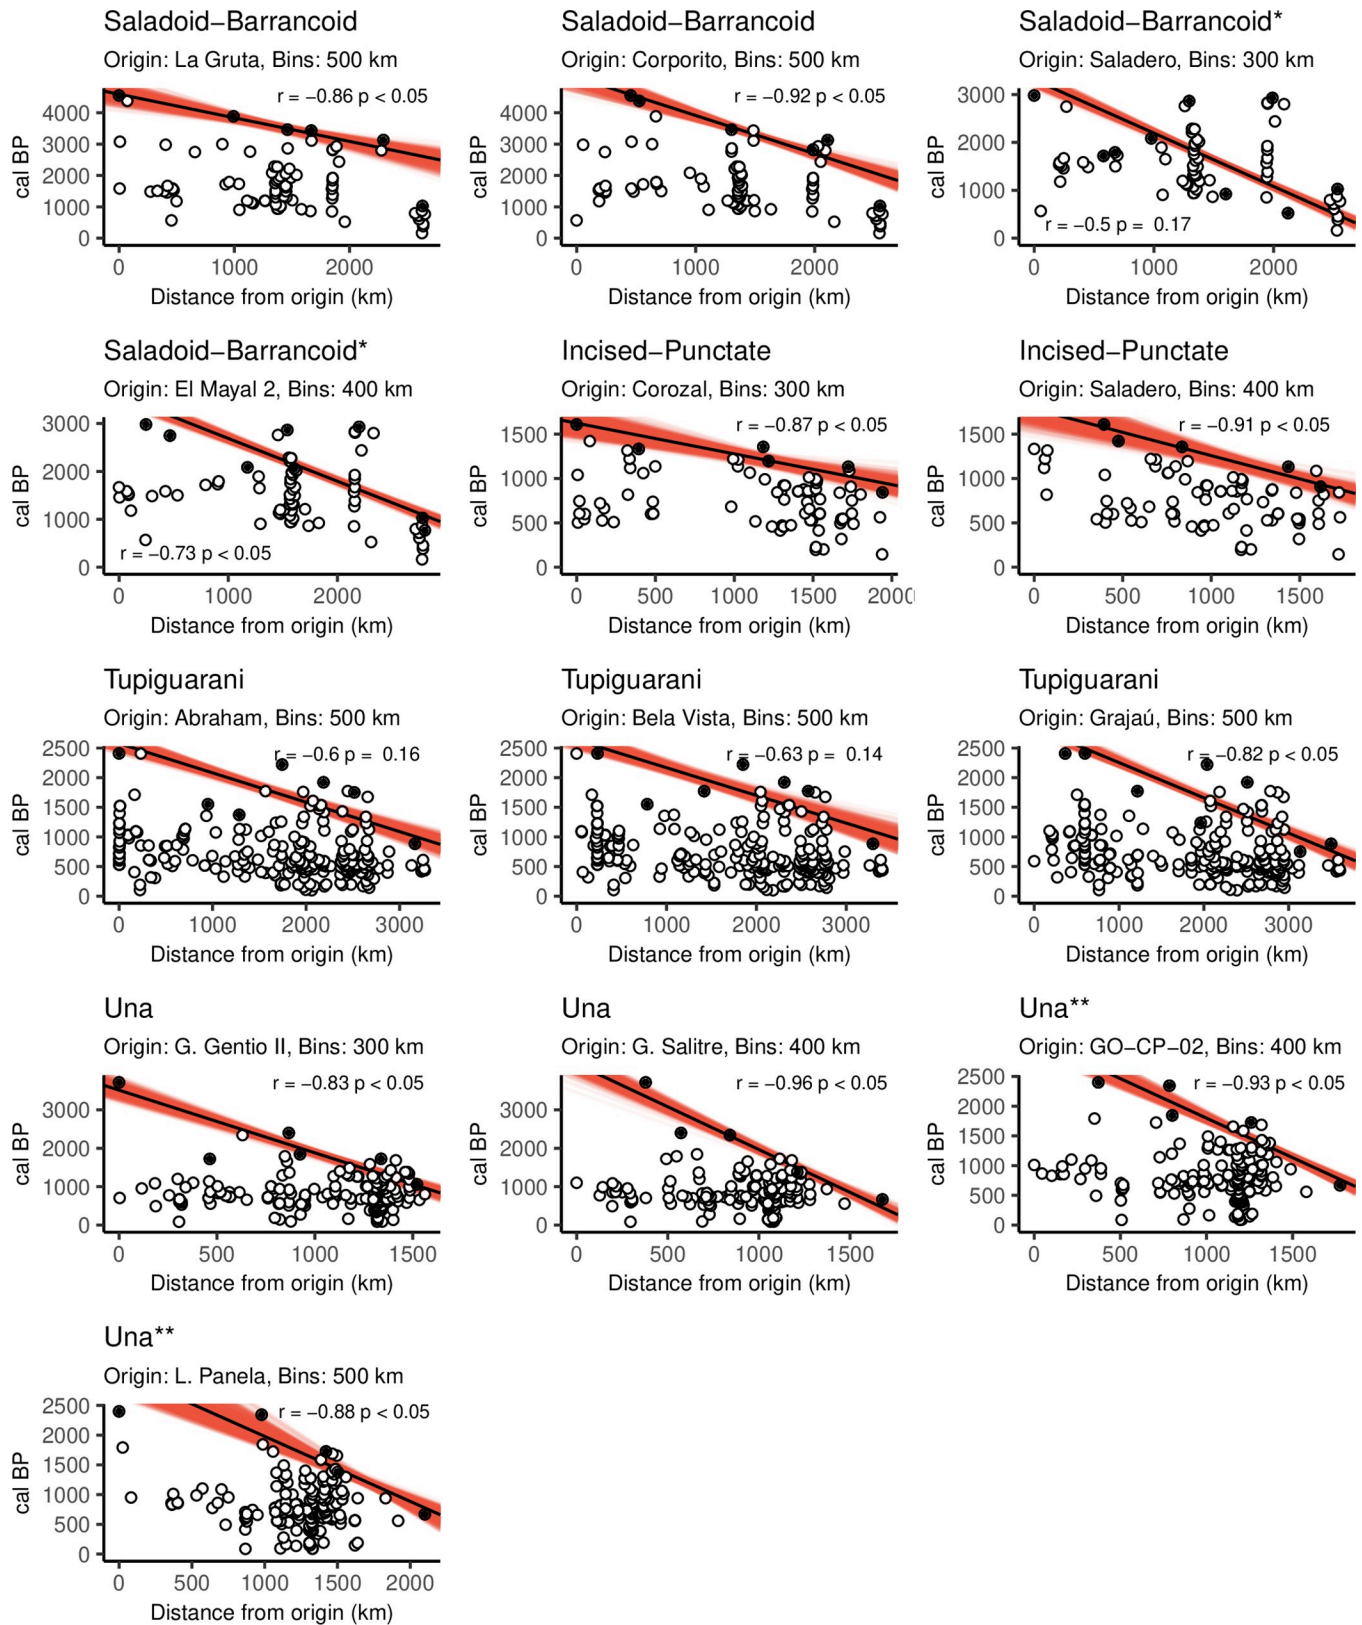 Saladoid−Barrancoid
Origin: La Gruta, Bins: 500 km
r = −0.86 p < 0.05
cal BP
4000
3000
2000
1000
0
0 1000 2000
Distance from origin (km)
Saladoid−Barrancoid
Origin: Corporito, Bins: 500 km
r = −0.92 p < 0.05
cal BP
4000
3000
2000
1000
0
0 1000 2000
Distance from origin (km)
Saladoid−Barrancoid*
Origin: Saladero, Bins: 300 km
cal BP
3000
2000
1000
0
r = −0.5 p = 0.17
0 1000 2000
Distance from origin (km)
Saladoid−Barrancoid*
Origin: El Mayal 2, Bins: 400 km
cal BP
3000
2000
1000
0
r = −0.73 p < 0.05
0 1000 2000
Distance from origin (km)
Incised−Punctate
Origin: Corozal, Bins: 300 km
r = −0.87 p < 0.05
cal BP
1500
1000
500
0
0 500 1000 1500 2000
Distance from origin (km)
Incised−Punctate
Origin: Saladero, Bins: 400 km
r = −0.91 p < 0.05
cal BP
1500
1000
500
0
0 500 1000 1500
Distance from origin (km)
Tupiguarani
Origin: Abraham, Bins: 500 km
r = −0.6 p = 0.16
cal BP
2500
2000
1500
1000
500
0
0 1000 2000 3000
Distance from origin (km)
Tupiguarani
Origin: Bela Vista, Bins: 500 km
r = −0.63 p = 0.14
cal BP
2500
2000
1500
1000
500
0
0 1000 2000 3000
Distance from origin (km)
Tupiguarani
Origin: Grajaú, Bins: 500 km
r = −0.82 p < 0.05
cal BP
2500
2000
1500
1000
500
0
0 1000 2000 3000
Distance from origin (km)
Una
Origin: G. Gentio II, Bins: 300 km
r = −0.83 p < 0.05
cal BP
3000
2000
1000
0
0 500 1000 1500
Distance from origin (km)
Una
Origin: G. Salitre, Bins: 400 km
r = −0.96 p < 0.05
cal BP
3000
2000
1000
0
0 500 1000 1500
Distance from origin (km)
Una**
Origin: GO−CP−02, Bins: 400 km
r = −0.93 p < 0.05
cal BP
2500
2000
1500
1000
500
0
0 500 1000 1500
Distance from origin (km)
Una**
Origin: L. Panela, Bins: 500 km
r = −0.88 p < 0.05
cal BP
2500
2000
1500
1000
500
0
0 500 1000 1500 2000
Distance from origin (km)